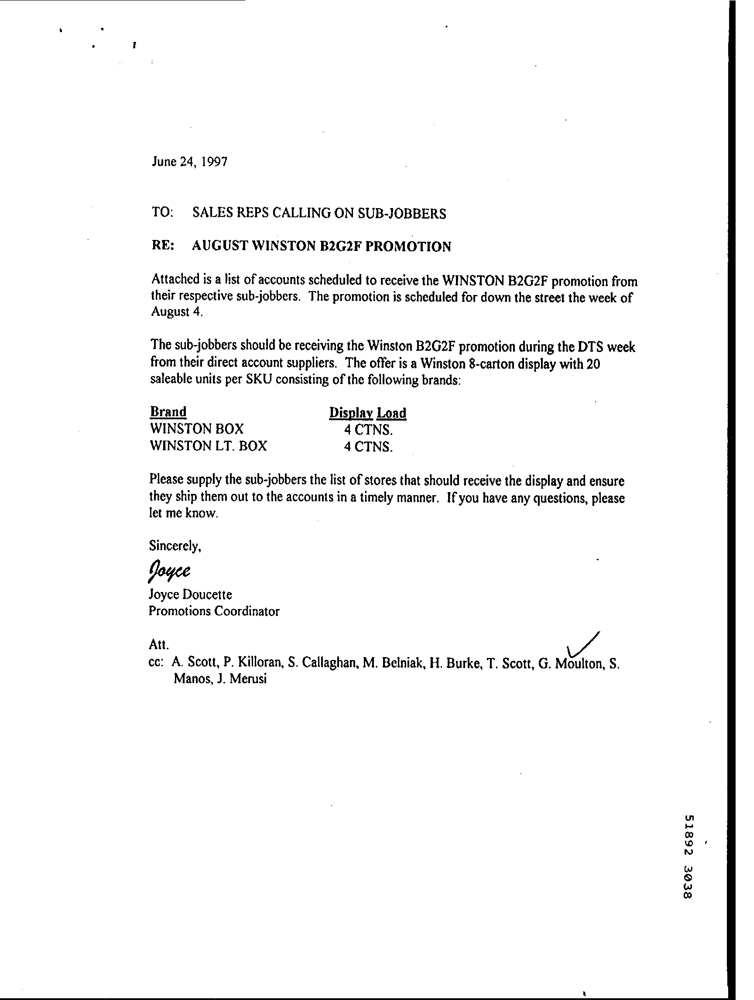 June 24, 1997
TO: SALES REPS CALLING ON SUB-JOBBERS
RE: AUGUST WINSTON B2G2F PROMOTION
Attached is a list of accounts scheduled to receive the WINSTON B2G2F promotion from
their respective sub-jobbers. The promotion is scheduled for down the street the week of
August 4.
The sub-jobbers should be receiving the Winston B2G2F promotion during the DTS week
from their direct account suppliers. The offer is a Winston 8-carton display with 20
saleable units per SKU consisting of the following brands:
Brand Display Load
WINSTON BOX 4 CTNS.
WINSTON LT. BOX 4 CTNS.
Please supply the sub-jobbers the list of stores that should receive the display and ensure
they ship them out to the accounts in a timely manner. If you have any questions, please
let me know.
Sincerely,
Joyce
Joyce Doucette
Promotions Coordinator
Att.
cc: A. Scott, P. Killoran, S. Callaghan, M. Belniak, H. Burke, T. Scott, G. Moulton, S.
Manos, J. Merusi
51892 3038